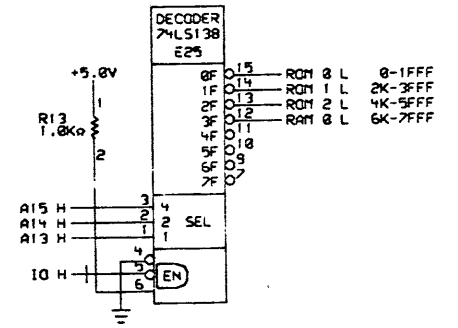 DECODER
74LS138
E25
+5.0V
1
R13
1.0KΩ
2
0F 15 ROM 0 L 0-1FFF
1F 14 ROM 1 L 2K-3FFF
2F 13 ROM 2 L 4K-5FFF
3F 12 RAM 0 L 6K-7FFF
4F 11
5F 10
6F 9
7F 7
A15 H 3 4
A14 H 2 2 SEL
A13 H 1 1
4
IO H 5 EN
6